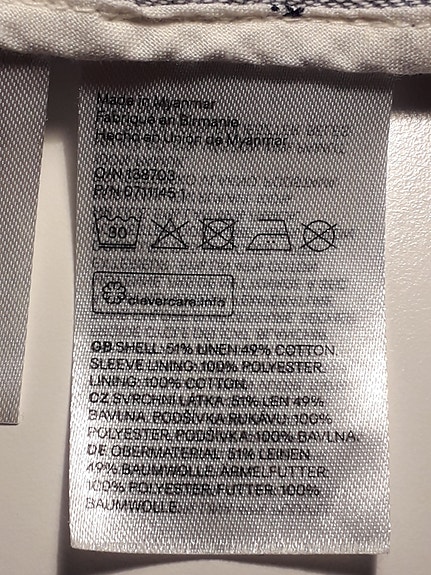 Made in Myanmar
Fabriqué en Birmanie
Hecho en Unión de Myanmar
O/N 138703
P/N 0711145.1
30
clevercare.info
GB SHELL: 51% LINEN 49% COTTON.
SLEEVE LINING: 100% POLYESTER.
LINING: 100% COTTON.
CZ SVRCHNÍ LÁTKA: 51% LEN 49%
BAVLNA. PODŠÍVKA RUKÁVU: 100%
POLYESTER. PODŠÍVKA: 100% BAVLNA.
DE OBERMATERIAL: 51% LEINEN
49% BAUMWOLLE. ÄRMELFUTTER:
100% POLYESTER. FUTTER: 100%
BAUMWOLLE.